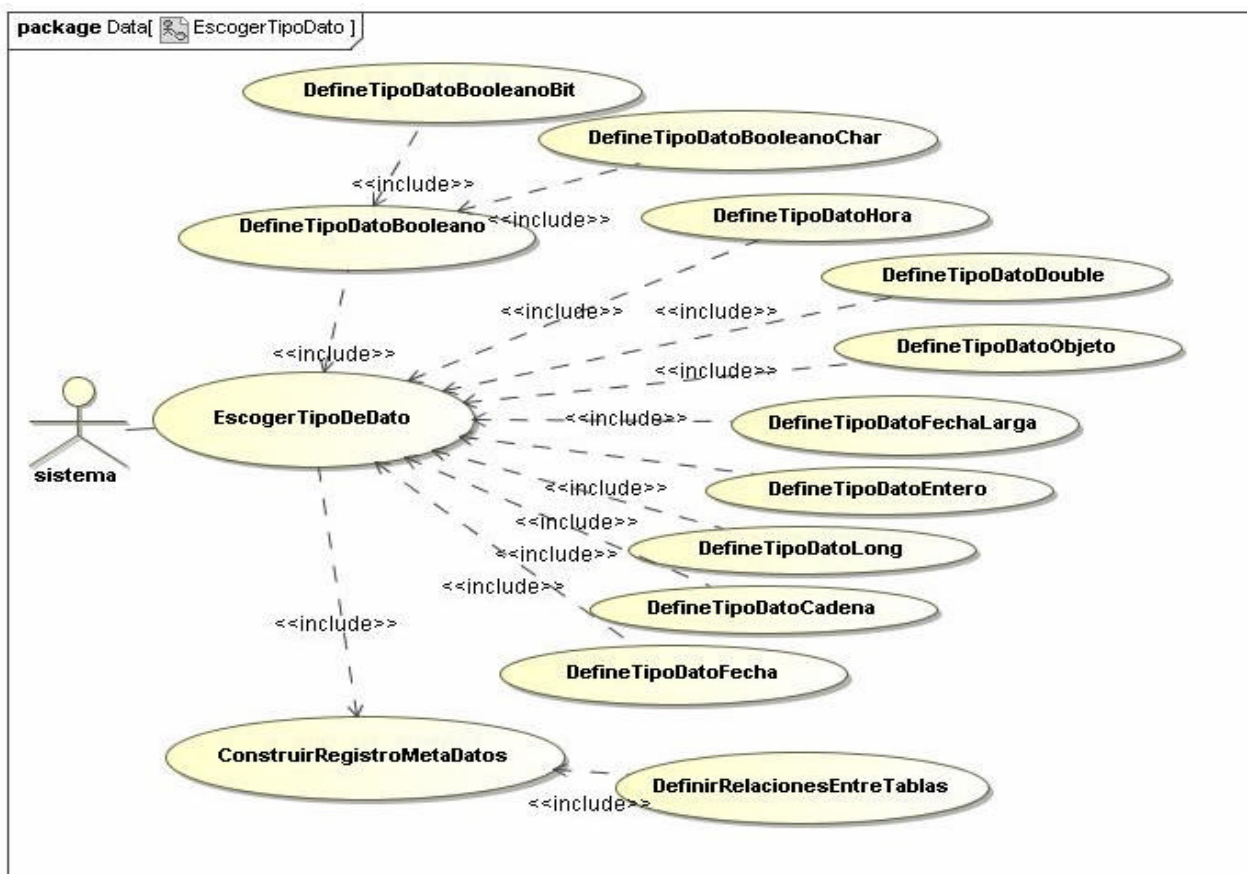 package Data[ EscogerTipoDato ]
DefineTipoDatoBooleanoBit
DefineTipoDatoBooleanoChar
<<include>>
DefineTipoDatoHora
<<include>>
DefineTipoDatoBooleano
DefineTipoDatoDouble
<<include>>
<<include>>
DefineTipoDatoObjeto
<<include>>
<<include>>
EscogerTipoDeDato
<<include>>
DefineTipoDatoFechaLarga
sistema
<<include>>
DefineTipoDatoEntero
<<include>>
DefineTipoDatoLong
<<include>>
<<include>>
DefineTipoDatoCadena
<<include>>
DefineTipoDatoFecha
ConstruirRegistroMetaDatos
DefinirRelacionesEntreTablas
<<include>>